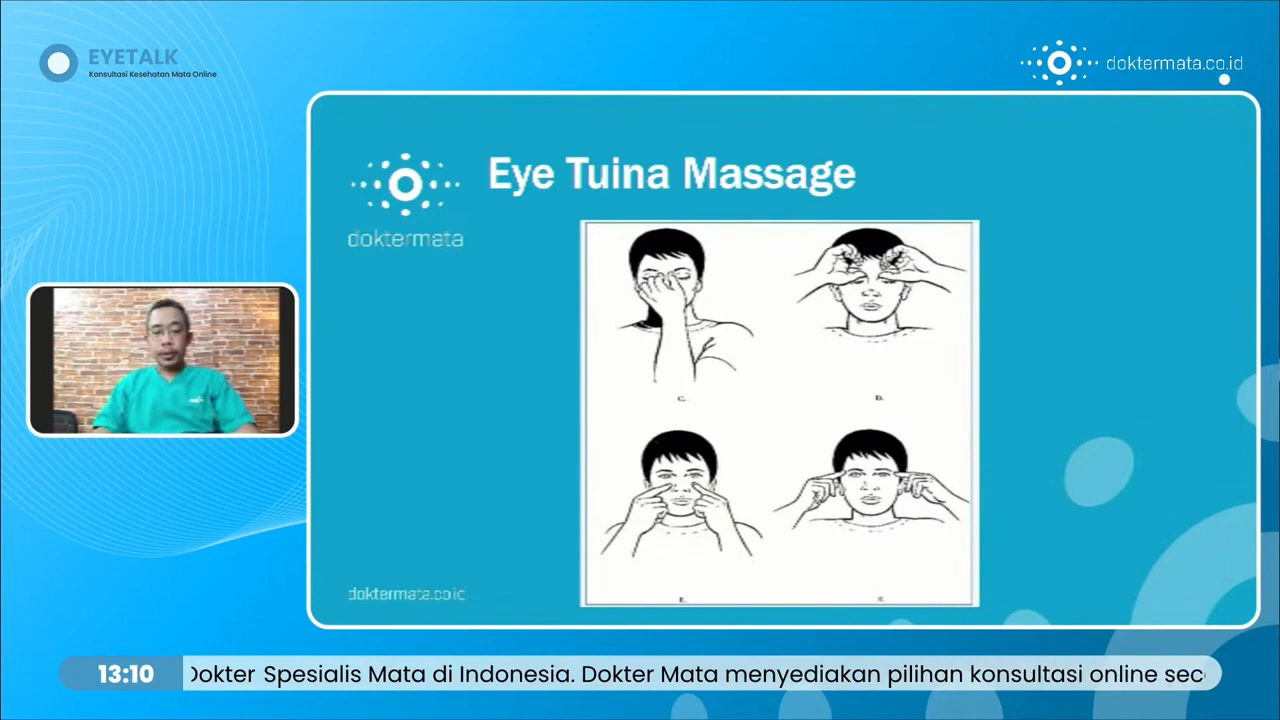 EYETALK
Konsultasi Kesehatan Mata Online
doktermata.co.id
Eye Tuina Massage
doktermata
C.
D.
E.
doktermata.co.id
13:10
Dokter Spesialis Mata di Indonesia. Dokter Mata menyediakan pilihan konsultasi online sec